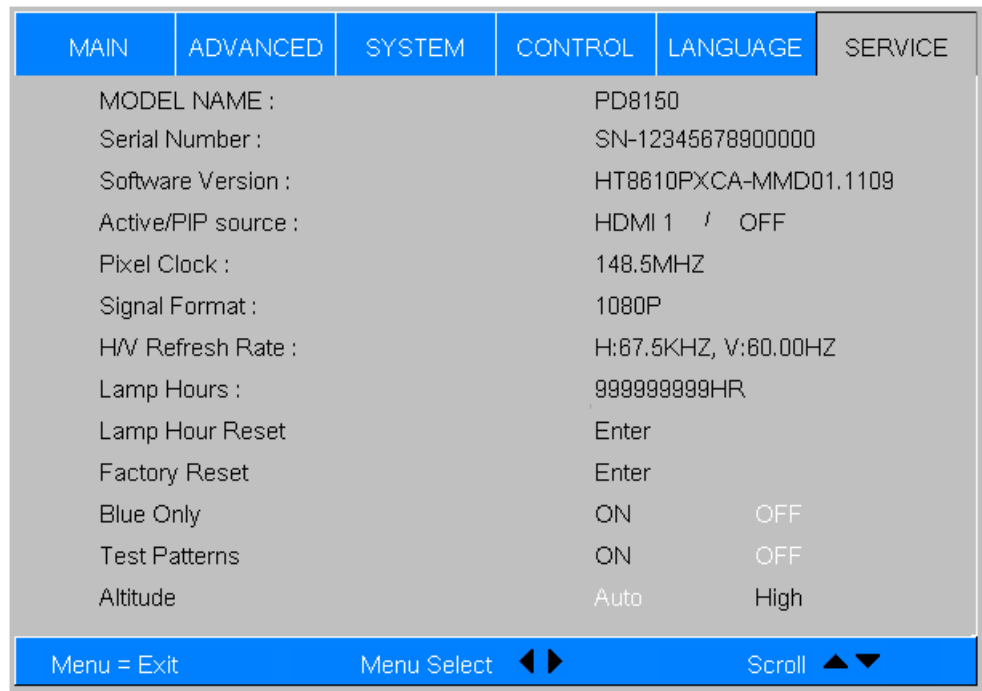 MAIN ADVANCED SYSTEM CONTROL LANGUAGE SERVICE
MODEL NAME : PD8150
Serial Number : SN-12345678900000
Software Version : HT8610PXCA-MMD01.1109
Active/PIP source : HDMI 1 / OFF
Pixel Clock : 148.5MHZ
Signal Format : 1080P
H/V Refresh Rate : H:67.5KHZ, V:60.00HZ
Lamp Hours : 999999999HR
Lamp Hour Reset Enter
Factory Reset Enter
Blue Only ON OFF
Test Patterns ON OFF
Altitude Auto High
Menu = Exit Menu Select Scroll